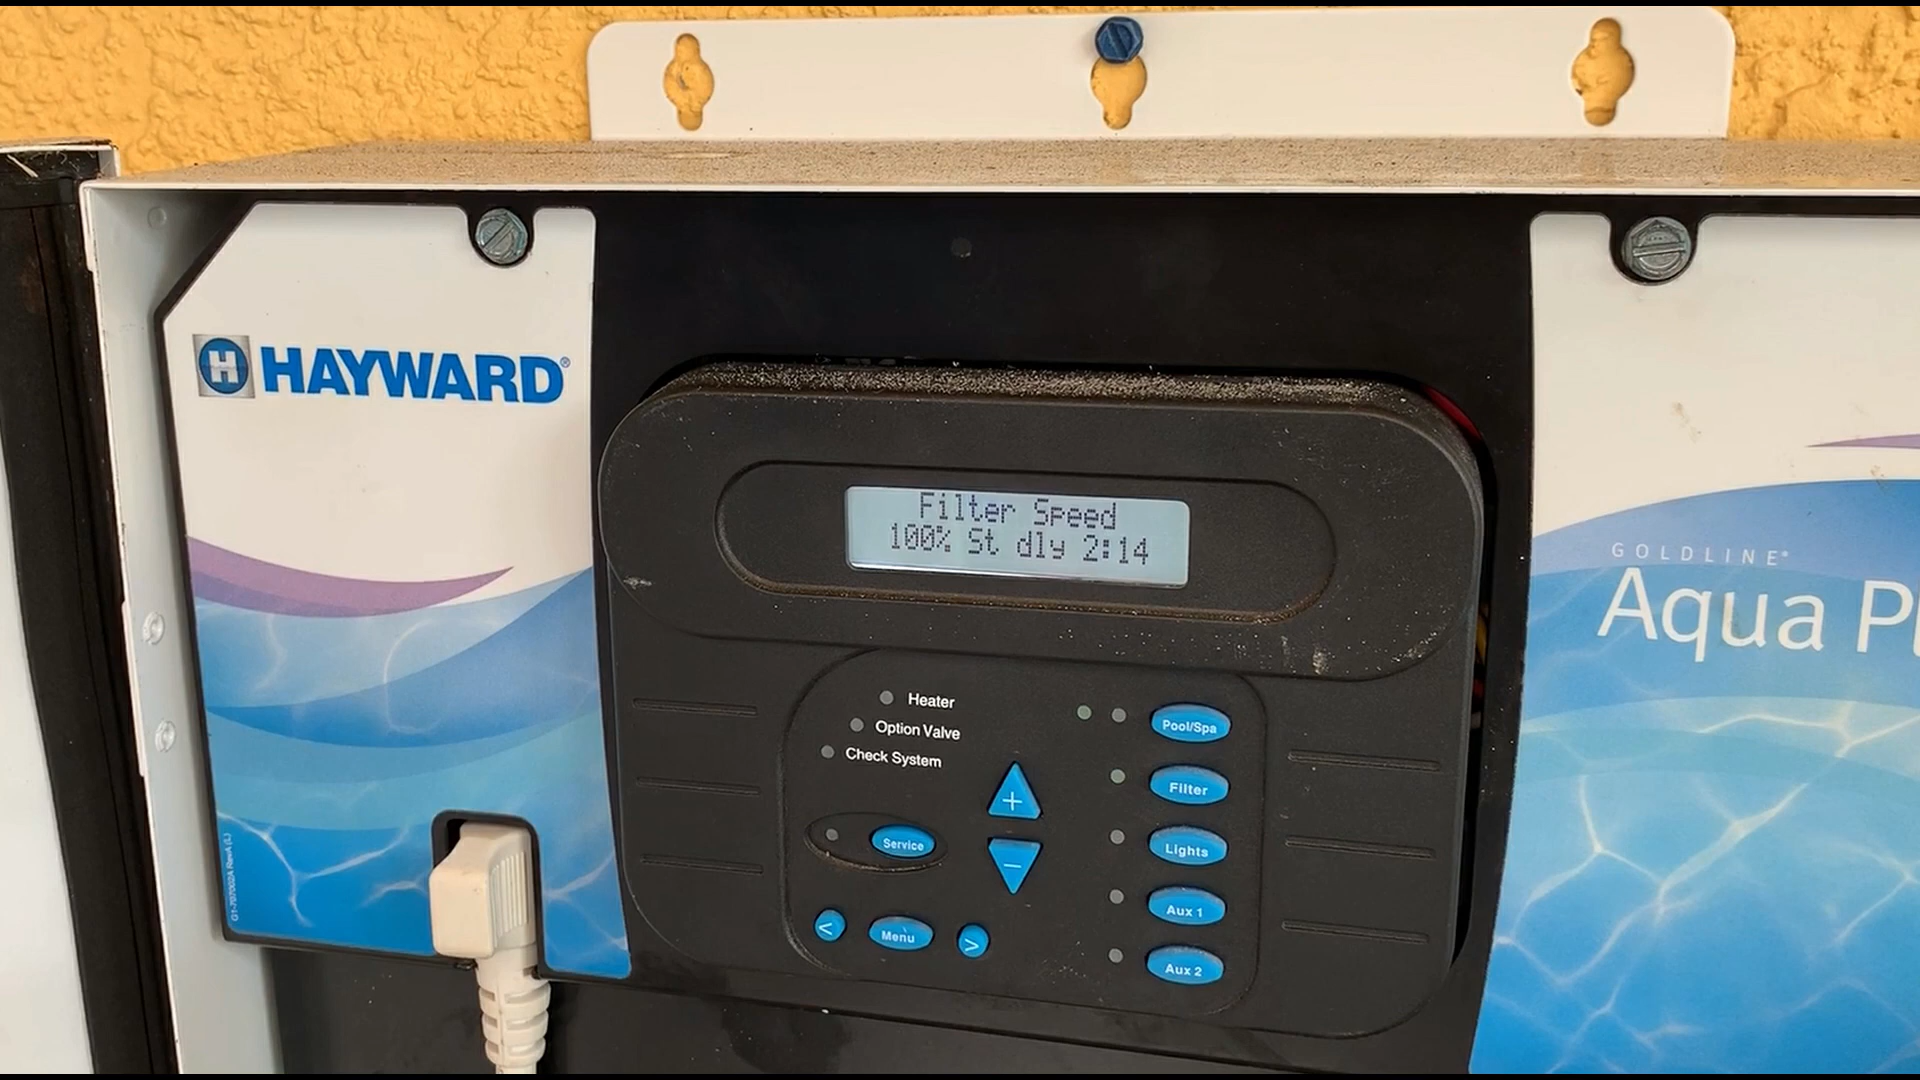 HAYWARD®
Filter Speed
100% St dly 2:14
GOLDLINE®
Aqua Pl
Heater
Option Valve
Check System
Pool/Spa
Filter
Lights
Aux 1
Aux 2
+
−
Service
< Menu >